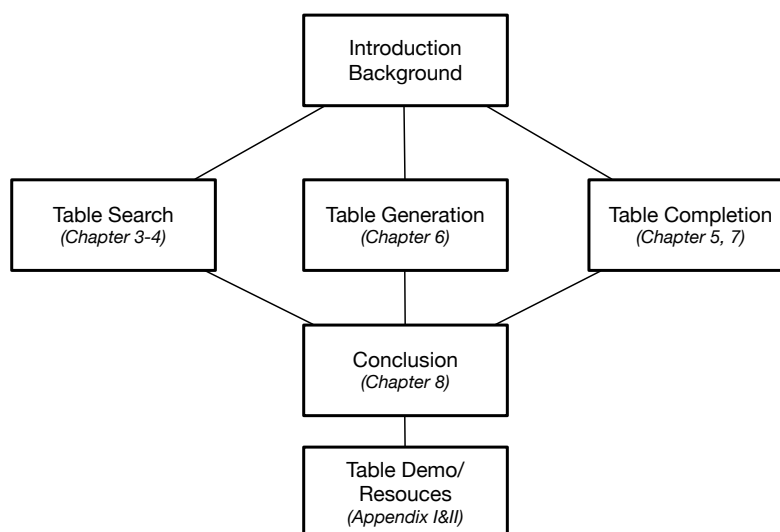 Introduction
Background
Table Search
(Chapter 3-4)
Table Generation
(Chapter 6)
Table Completion
(Chapter 5, 7)
Conclusion
(Chapter 8)
Table Demo/
Resouces
(Appendix I&II)